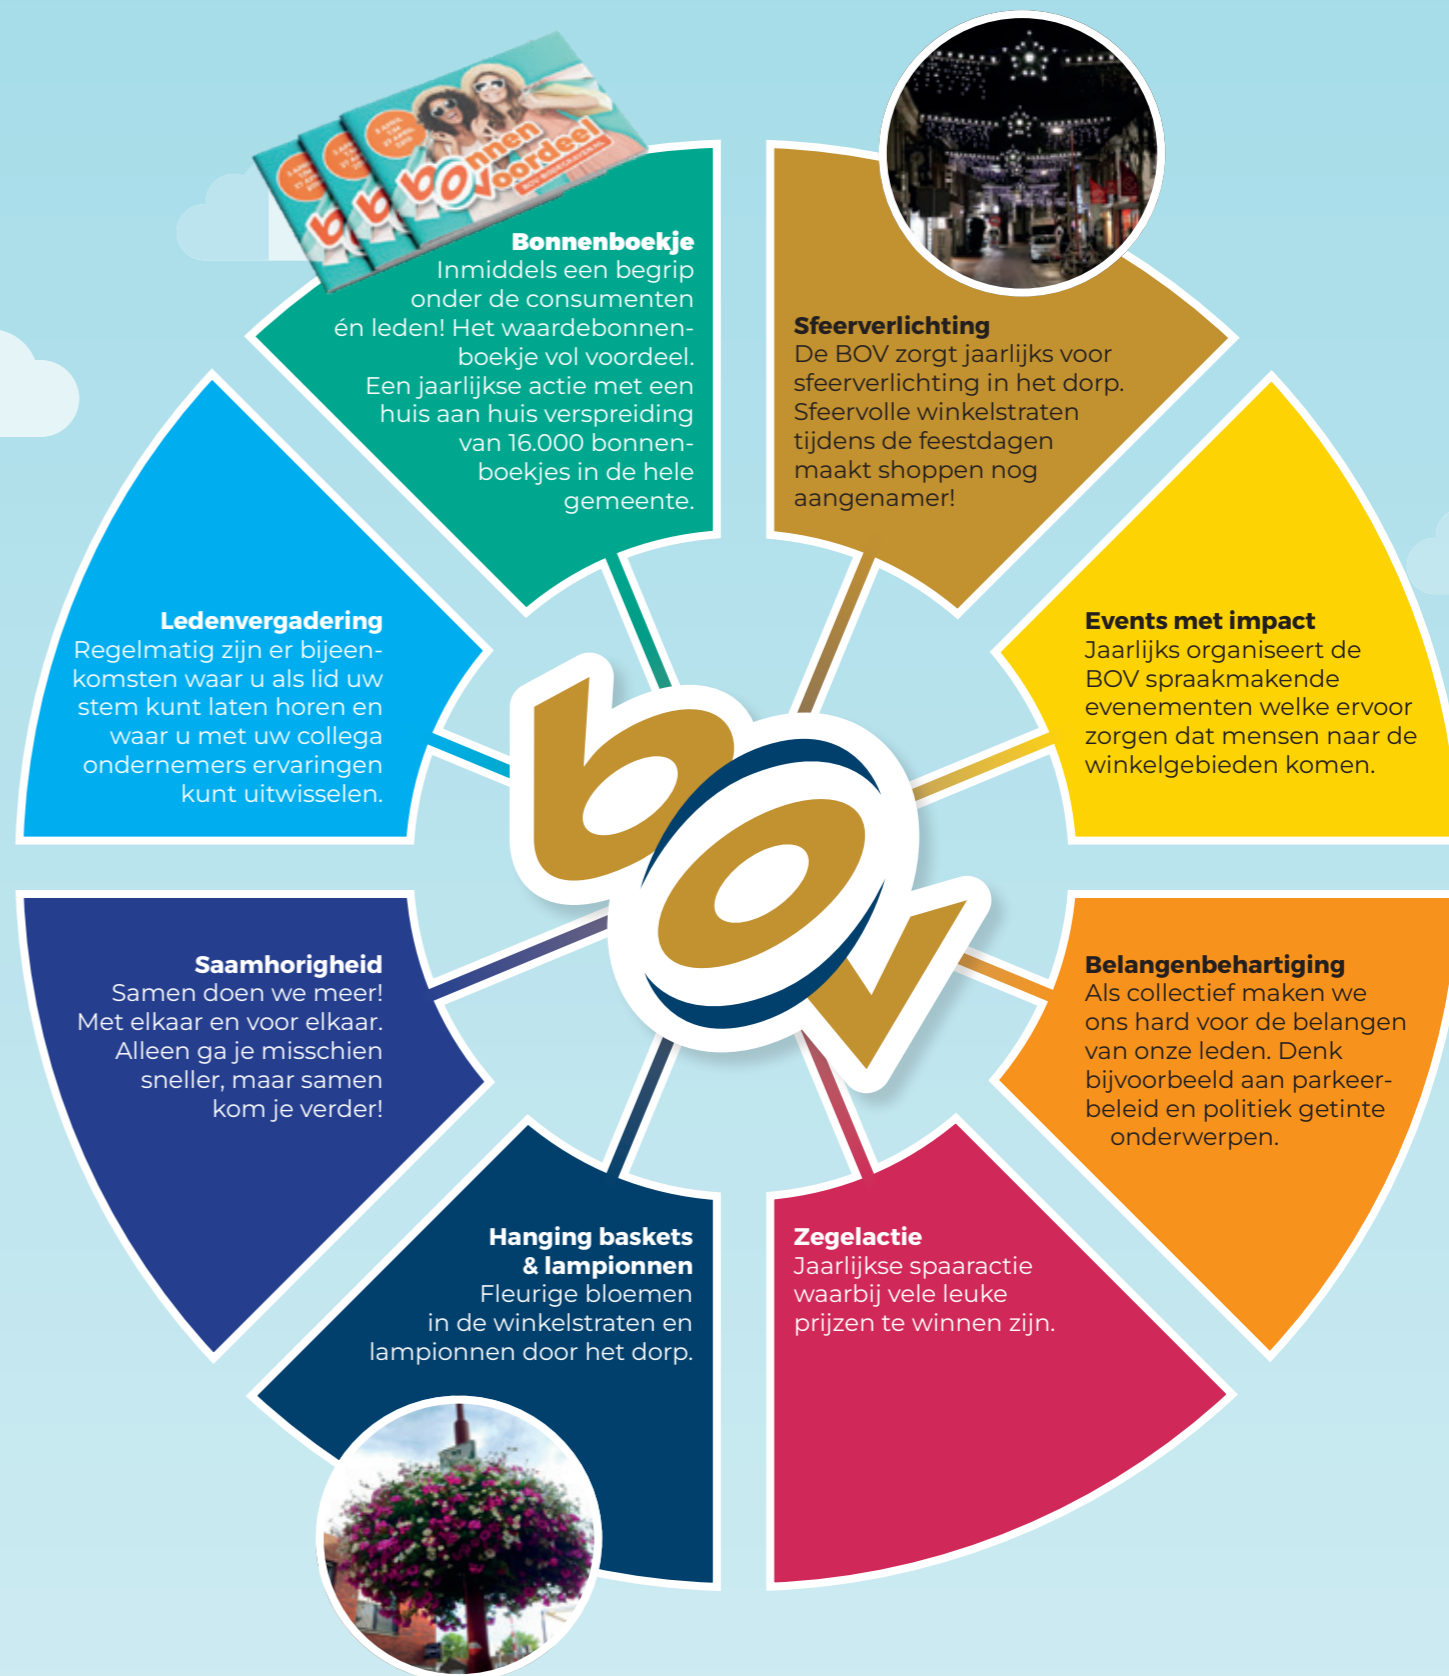 3 APRIL
T/M
27 APRIL
2019
bonnen
voordeel
BOV-BODEGRAVEN.NL
Bonnenboekje
Inmiddels een begrip
onder de consumenten
én leden! Het waardebonnen-
boekje vol voordeel.
Een jaarlijkse actie met een
huis aan huis verspreiding
van 16.000 bonnen-
boekjes in de hele
gemeente.
Sfeerverlichting
De BOV zorgt jaarlijks voor
sfeerverlichting in het dorp.
Sfeervolle winkelstraten
tijdens de feestdagen
maakt shoppen nog
aangenamer!
Events met impact
Jaarlijks organiseert de
BOV spraakmakende
evenementen welke ervoor
zorgen dat mensen naar de
winkelgebieden komen.
Belangenbehartiging
Als collectief maken we
ons hard voor de belangen
van onze leden. Denk
bijvoorbeeld aan parkeer-
beleid en politiek getinte
onderwerpen.
Zegelactie
Jaarlijkse spaaractie
waarbij vele leuke
prijzen te winnen zijn.
Hanging baskets
& lampionnen
Fleurige bloemen
in de winkelstraten en
lampionnen door het dorp.
Saamhorigheid
Samen doen we meer!
Met elkaar en voor elkaar.
Alleen ga je misschien
sneller, maar samen
kom je verder!
Ledenvergadering
Regelmatig zijn er bijeen-
komsten waar u als lid uw
stem kunt laten horen en
waar u met uw collega
ondernemers ervaringen
kunt uitwisselen.
bov